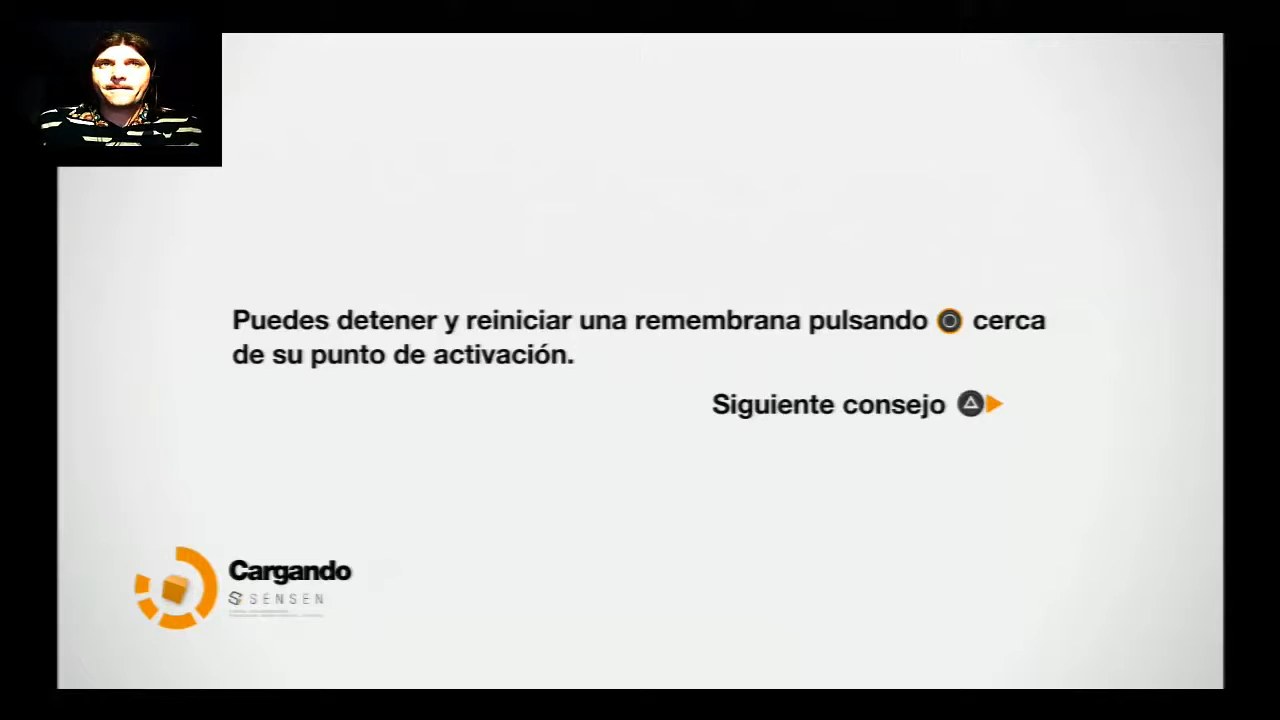 Puedes detener y reiniciar una remembrana pulsando cerca
de su punto de activación.
Siguiente consejo
Cargando
SENSEN